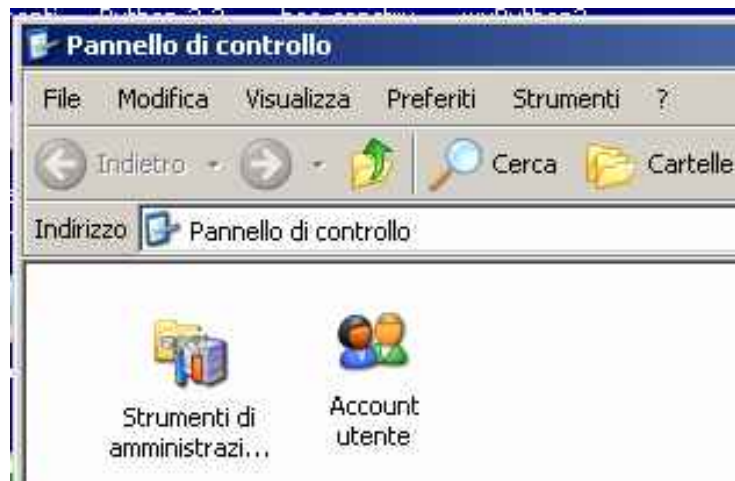 Pannello di controllo
File Modifica Visualizza Preferiti Strumenti ?
Indietro Cerca Cartelle
Indirizzo Pannello di controllo
Strumenti di
amministrazi...
Account
utente